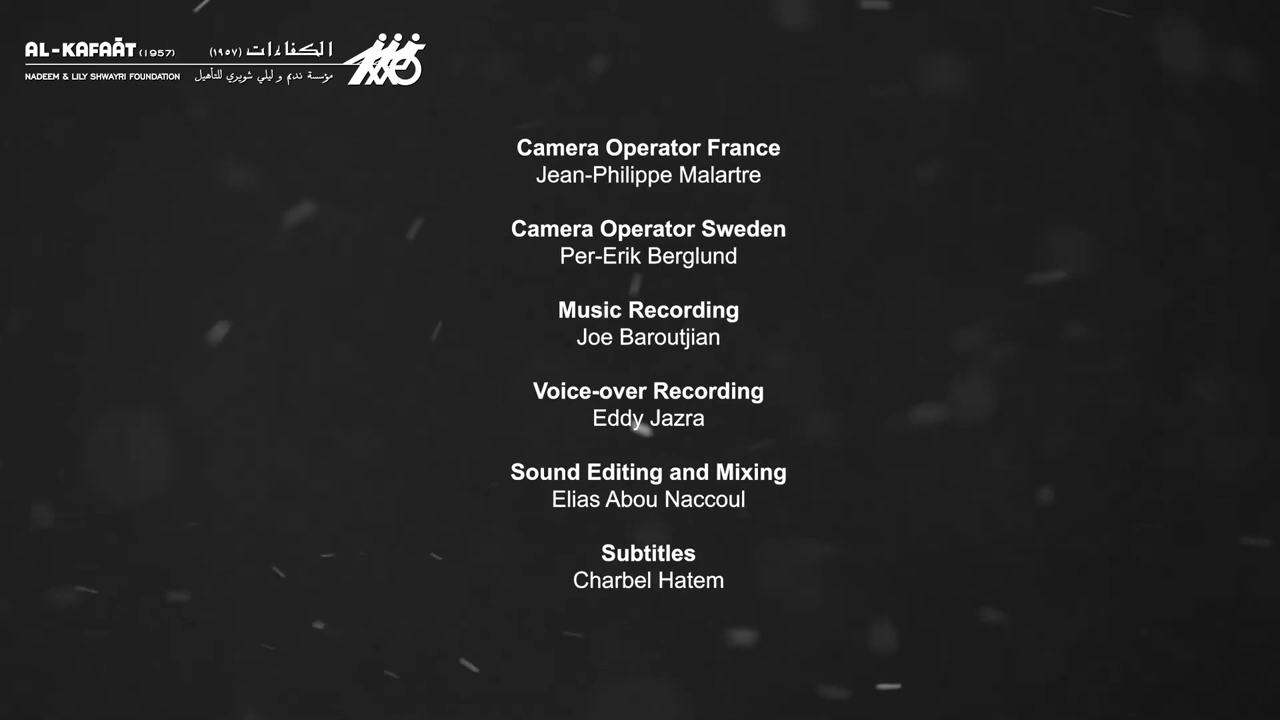 AL-KAFAĀT (1957)
الكفاءات (١٩٥٧)
NADEEM & LILY SHWAYRI FOUNDATION
مؤسسة نديم و ليلي شويري للتأهيل
Camera Operator France
Jean-Philippe Malartre
Camera Operator Sweden
Per-Erik Berglund
Music Recording
Joe Baroutjian
Voice-over Recording
Eddy Jazra
Sound Editing and Mixing
Elias Abou Naccoul
Subtitles
Charbel Hatem